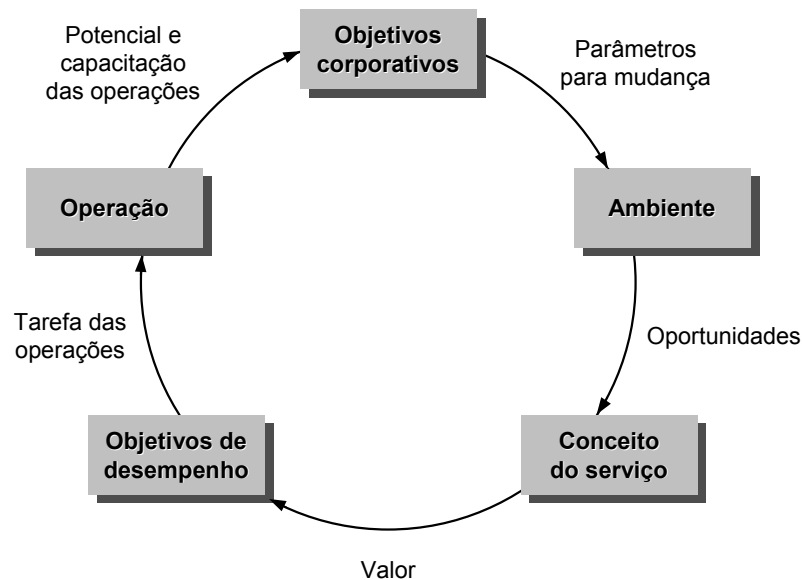 Potencial e
capacitação
das operações
Objetivos
corporativos
Parâmetros
para mudança
Operação
Ambiente
Tarefa das
operações
Oportunidades
Objetivos de
desempenho
Conceito
do serviço
Valor